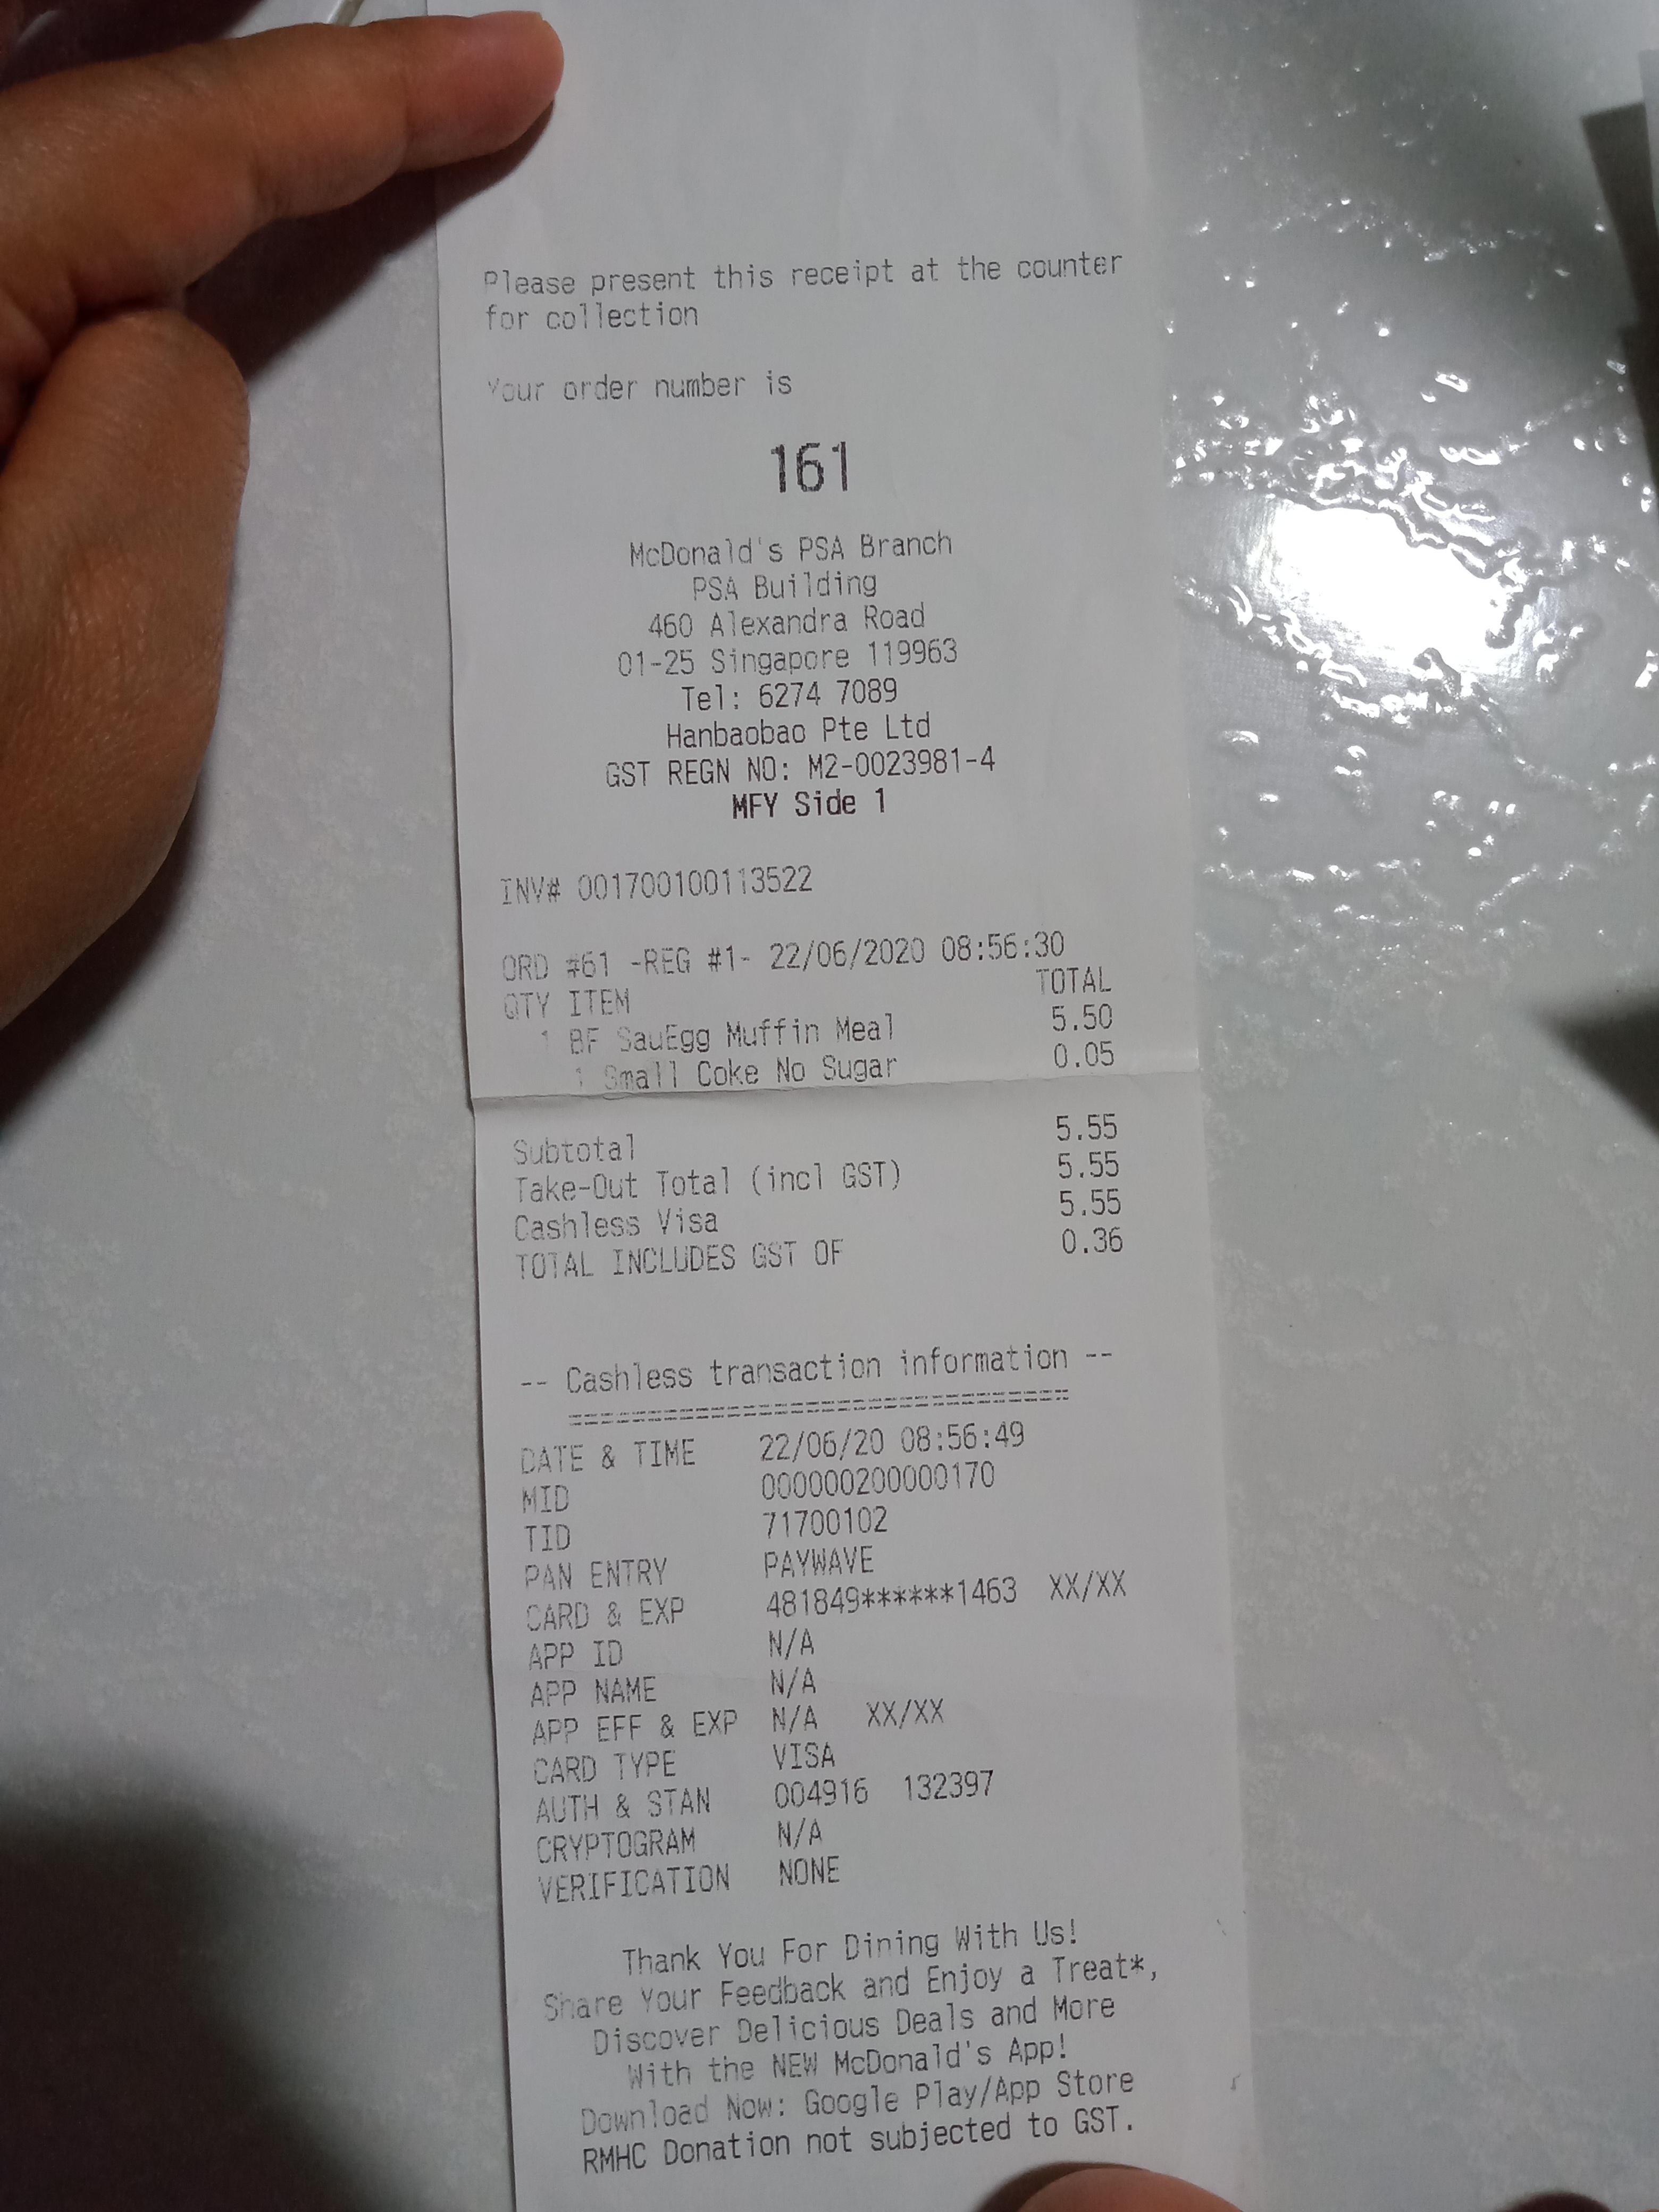 Please present this receipt at the counter
for collection
Your order number is
161
McDonald's PSA Branch
PSA Building
460 Alexandra Road
01-25 Singapore 119963
Tel: 6274 7089
Hanbaobao Pte Ltd
GST REGN NO: M2-0023981-4
MFY Side 1
INV# 001700100113522
ORD #61 -REG #1- 22/06/2020 08:56:30
QTY ITEM TOTAL
1 BF SauEgg Muffin Meal 5.50
1 Small Coke No Sugar 0.05
Subtotal 5.55
Take-Out Total (incl GST) 5.55
Cashless Visa 5.55
TOTAL INCLUDES GST OF 0.36
-- Cashless transaction information --
================================
DATE & TIME 22/06/20 08:56:49
MID 000000200000170
TID 71700102
PAN ENTRY PAYWAVE
CARD & EXP 481849******1463 XX/XX
APP ID N/A
APP NAME N/A
APP EFF & EXP N/A XX/XX
CARD TYPE VISA
AUTH & STAN 004916 132397
CRYPTOGRAM N/A
VERIFICATION NONE
Thank You For Dining With Us!
Share Your Feedback and Enjoy a Treat*,
Discover Delicious Deals and More
With the NEW McDonald's App!
Download Now: Google Play/App Store
RMHC Donation not subjected to GST.